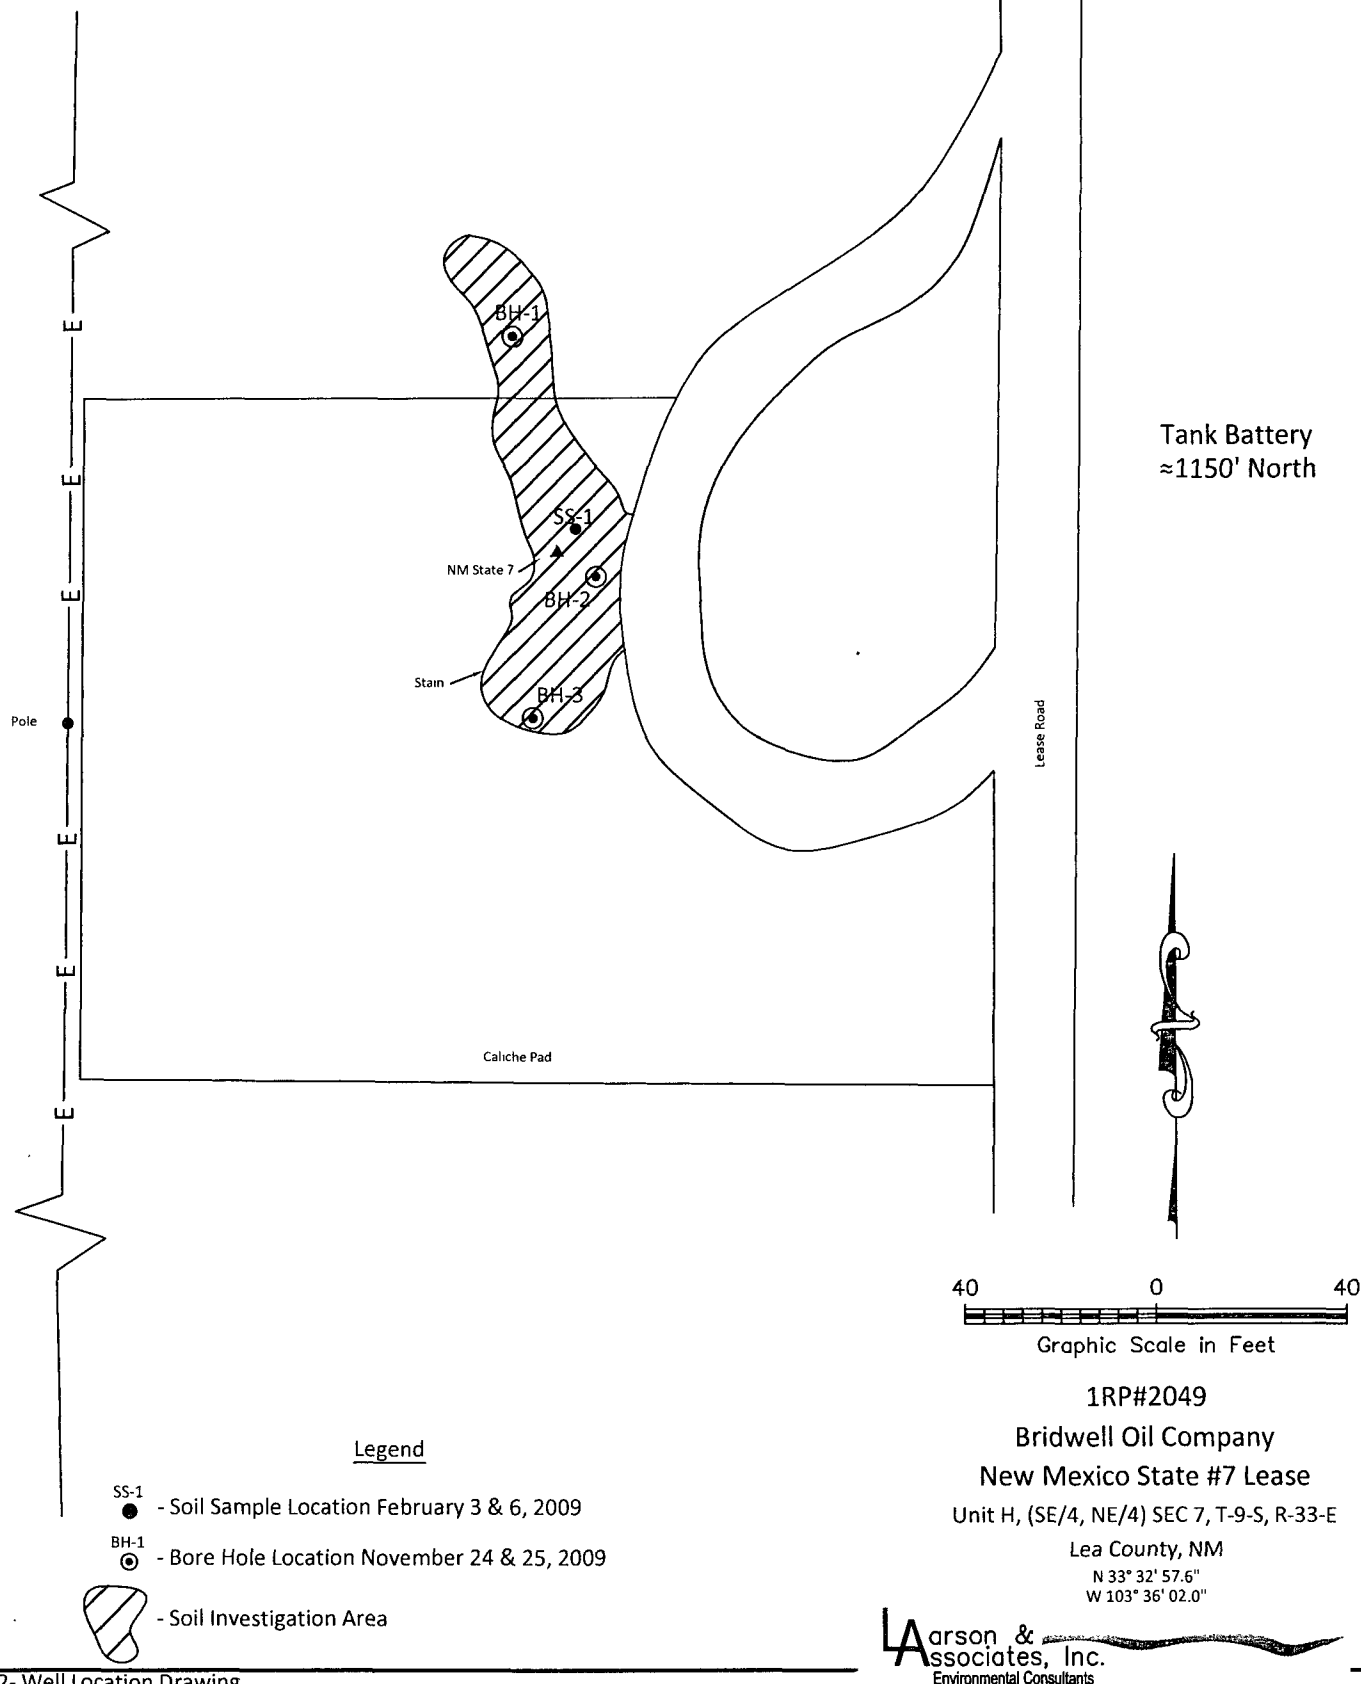 E
BH-1
Tank Battery
≈1150' North
E
SS-1
NM State 7
E
BH-2
Stain
BH-3
Pole
Lease Road
E
E
Caliche Pad
E
40 0 40
Graphic Scale in Feet
1RP#2049
Bridwell Oil Company
New Mexico State #7 Lease
Unit H, (SE/4, NE/4) SEC 7, T-9-S, R-33-E
Lea County, NM
N 33° 32' 57.6"
W 103° 36' 02.0"
Legend
SS-1
- Soil Sample Location February 3 & 6, 2009
BH-1
- Bore Hole Location November 24 & 25, 2009
- Soil Investigation Area
Larson &
Associates, Inc.
Environmental Consultants
2- Well Location Drawing